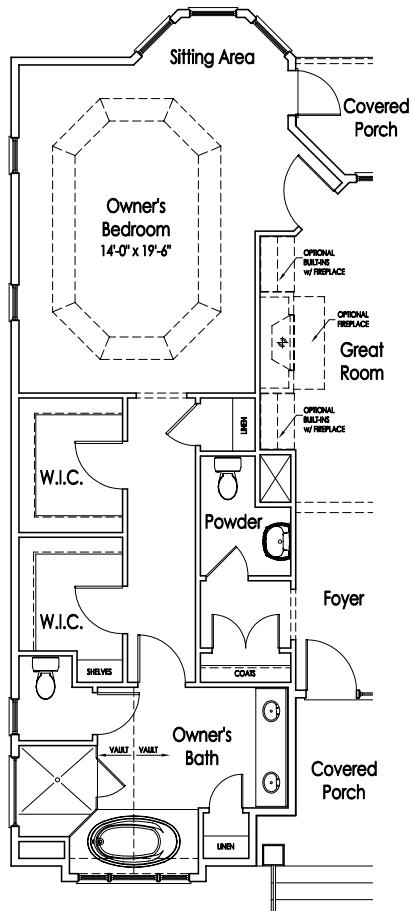 Sitting Area
Covered
Porch
Owner's
Bedroom
14'-0" x 19'-6"
OPTIONAL
BUILT-INS
w/ FIREPLACE
OPTIONAL
FIREPLACE
Great
Room
OPTIONAL
BUILT-INS
w/ FIREPLACE
LINEN
W.I.C.
Powder
Foyer
W.I.C.
SHELVES
COATS
Owner's
Bath
VAULT
VAULT
Covered
Porch
LINEN